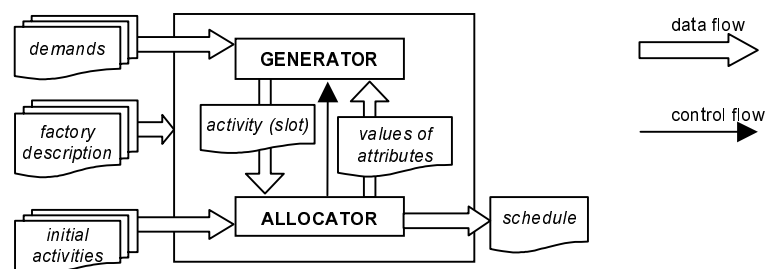 demands
GENERATOR
data flow
activity (slot)
values of
attributes
factory
description
control flow
initial
activities
ALLOCATOR
schedule